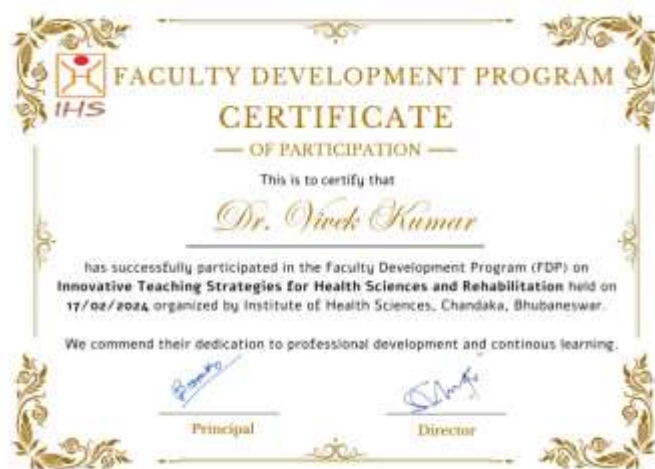 IHS
FACULTY DEVELOPMENT PROGRAM
CERTIFICATE
OF PARTICIPATION
This is to certify that
Dr. Vivek Kumar
has successfully participated in the Faculty Development Program (FDP) on
Innovative Teaching Strategies for Health Sciences and Rehabilitation held on
17/02/2024 organized by Institute of Health Sciences, Chandaka, Bhubaneswar.
We commend their dedication to professional development and continous learning.
Principal
Director